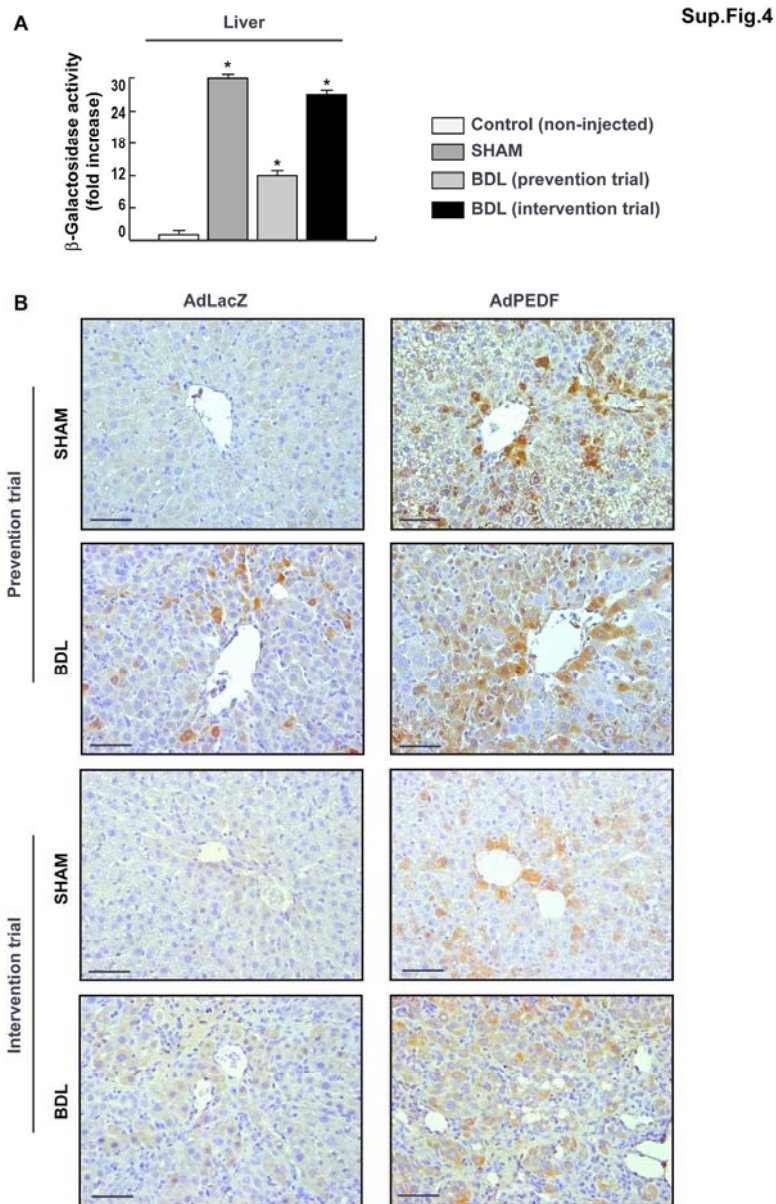 Sup.Fig.4
A
Liver
β-Galactosidase activity
(fold increase)
30
24
18
12
6
0
*
*
*
Control (non-injected)
SHAM
BDL (prevention trial)
BDL (intervention trial)
B
AdLacZ
AdPEDF
Prevention trial
SHAM
BDL
Intervention trial
SHAM
BDL